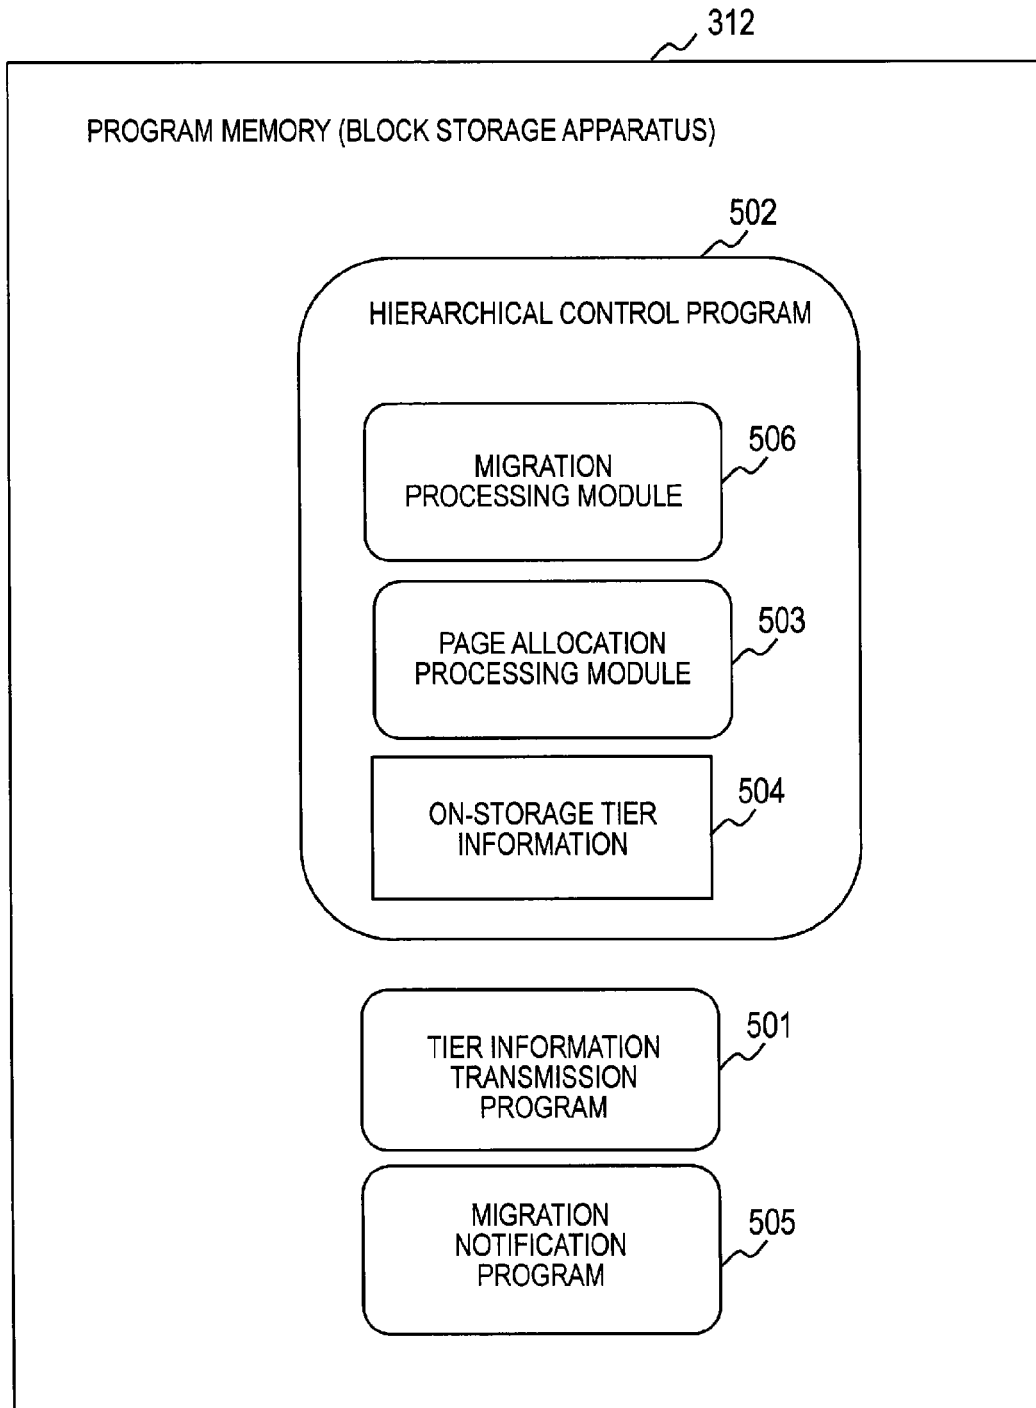 312
PROGRAM MEMORY (BLOCK STORAGE APPARATUS)
502
HIERARCHICAL CONTROL PROGRAM
506
MIGRATION
PROCESSING MODULE
503
PAGE ALLOCATION
PROCESSING MODULE
504
ON-STORAGE TIER
INFORMATION
501
TIER INFORMATION
TRANSMISSION
PROGRAM
505
MIGRATION
NOTIFICATION
PROGRAM